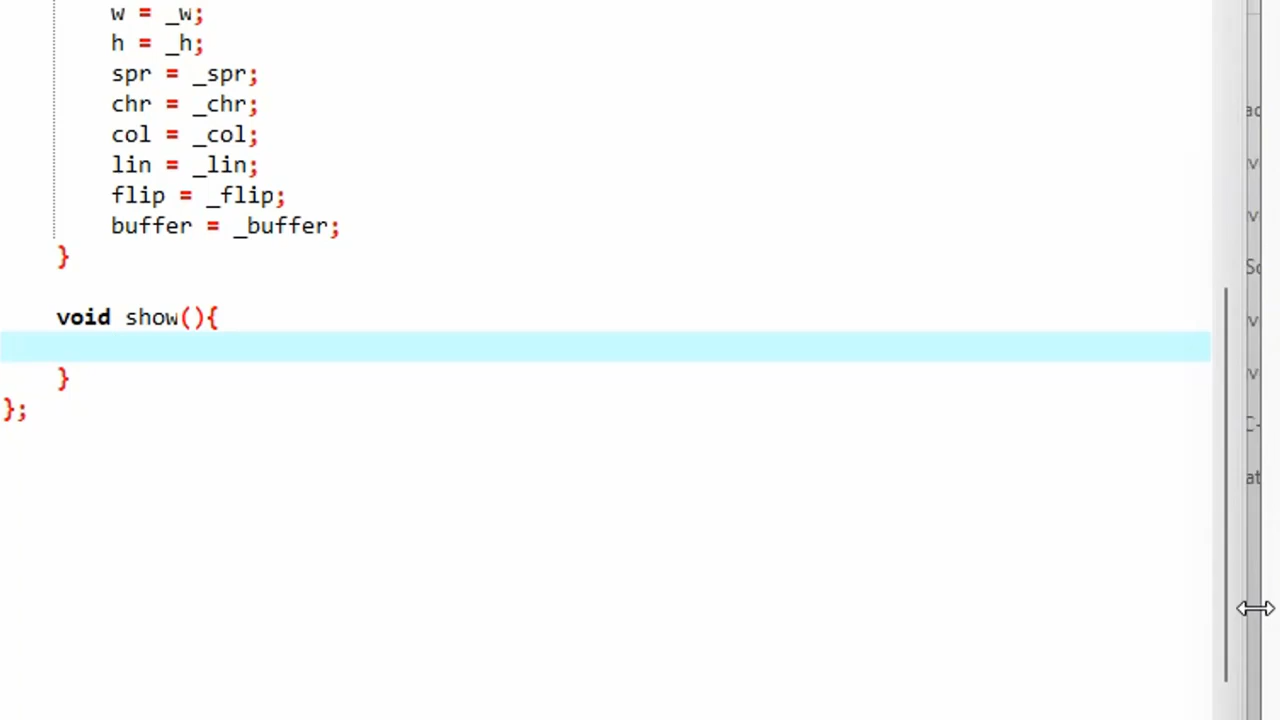 w = _w;
h = _h;
spr = _spr;
chr = _chr;
col = _col;
lin = _lin;
flip = _flip;
buffer = _buffer;
}
void show(){
}
};